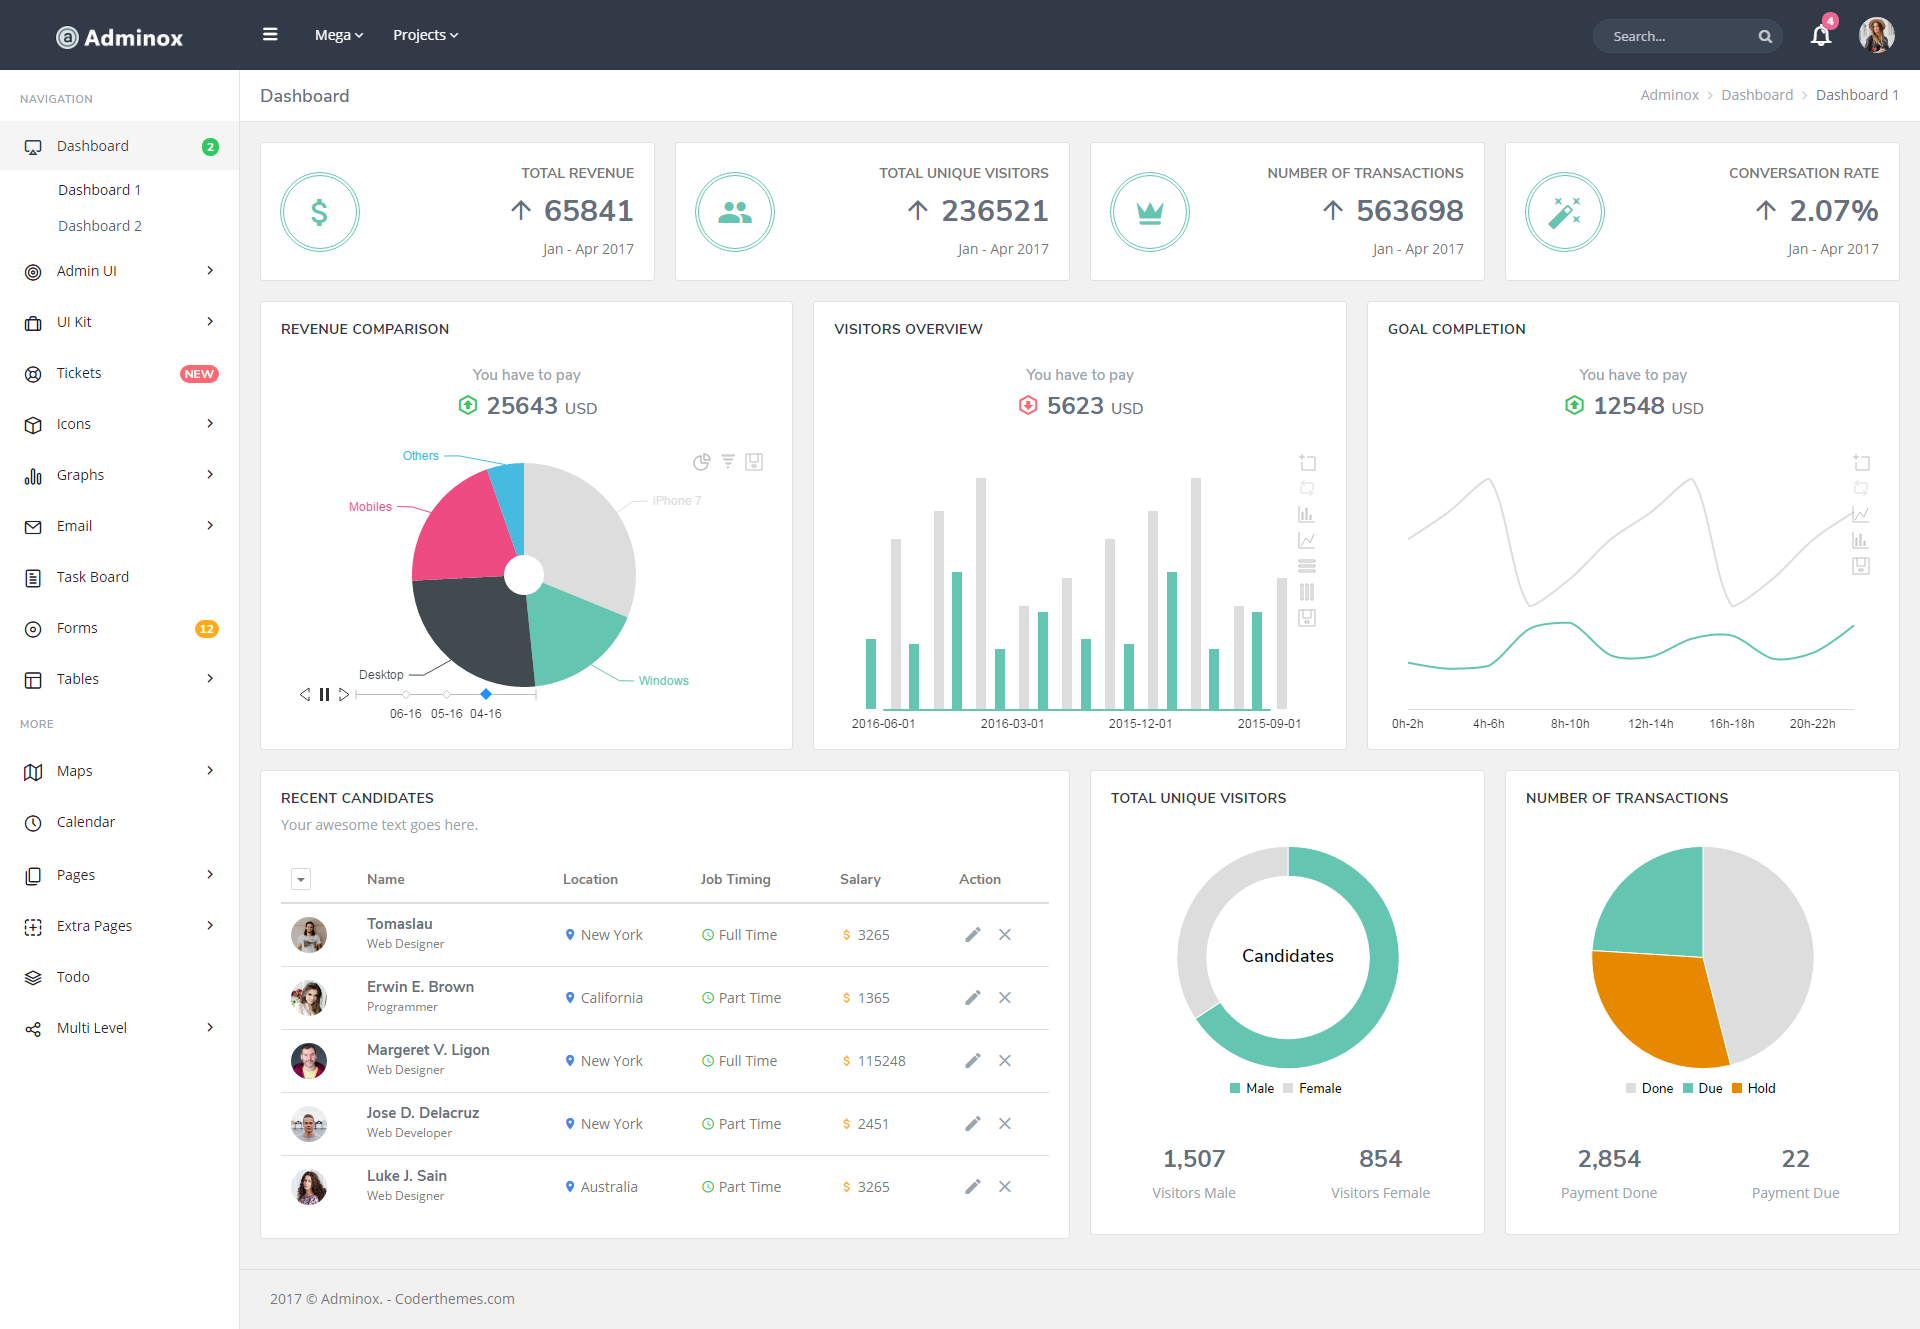 Adminox
Mega
Projects
Search...
4
NAVIGATION
Dashboard
2
Dashboard 1
Dashboard 2
Admin UI
UI Kit
Tickets
NEW
Icons
Graphs
Email
Task Board
Forms
12
Tables
MORE
Maps
Calendar
Pages
Extra Pages
Todo
Multi Level
Dashboard
Adminox > Dashboard > Dashboard 1
TOTAL REVENUE
65841
Jan - Apr 2017
TOTAL UNIQUE VISITORS
236521
Jan - Apr 2017
NUMBER OF TRANSACTIONS
563698
Jan - Apr 2017
CONVERSATION RATE
2.07%
Jan - Apr 2017
REVENUE COMPARISON
You have to pay
25643 USD
Others
iPhone 7
Mobiles
Desktop
Windows
06-16 05-16 04-16
VISITORS OVERVIEW
You have to pay
5623 USD
2016-06-01 2016-03-01 2015-12-01 2015-09-01
GOAL COMPLETION
You have to pay
12548 USD
0h-2h 4h-6h 8h-10h 12h-14h 16h-18h 20h-22h
RECENT CANDIDATES
Your awesome text goes here.
Name Location Job Timing Salary Action
Tomaslau
Web Designer
New York Full Time $ 3265
Erwin E. Brown
Programmer
California Part Time $ 1365
Margeret V. Ligon
Web Designer
New York Full Time $ 115248
Jose D. Delacruz
Web Developer
New York Part Time $ 2451
Luke J. Sain
Web Designer
Australia Part Time $ 3265
TOTAL UNIQUE VISITORS
Candidates
Male Female
1,507 854
Visitors Male Visitors Female
NUMBER OF TRANSACTIONS
Done Due Hold
2,854 22
Payment Done Payment Due
2017 © Adminox. - Coderthemes.com